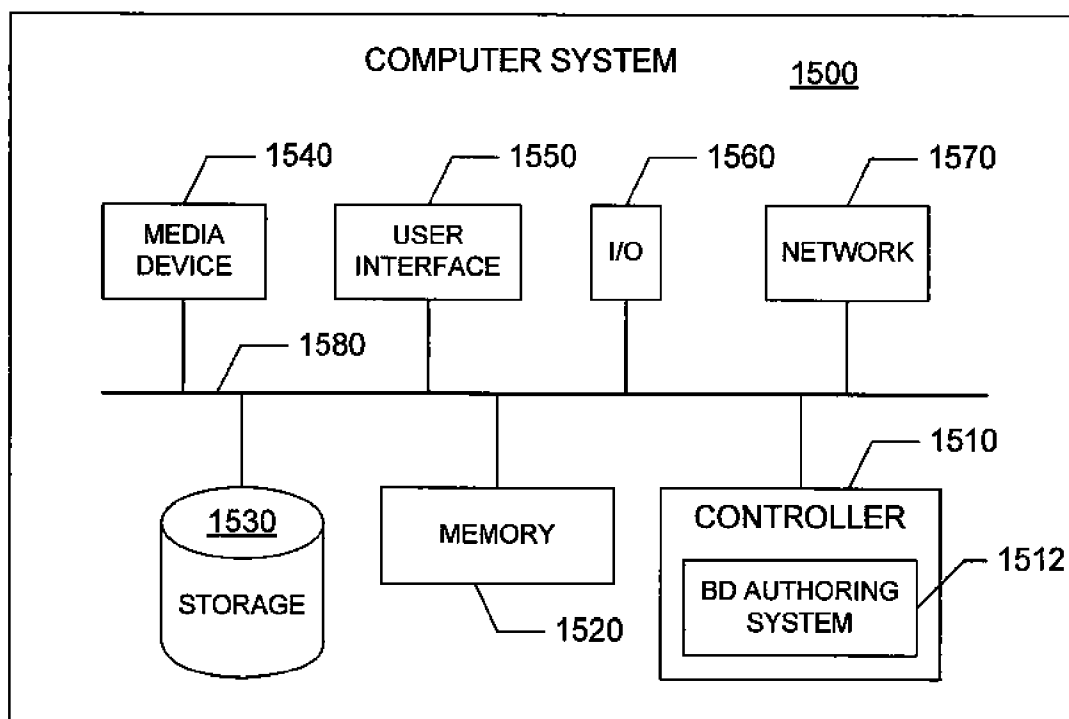 COMPUTER SYSTEM
1500
1540
1550
1560
1570
MEDIA
DEVICE
USER
INTERFACE
I/O
NETWORK
1580
1510
1530
STORAGE
MEMORY
1520
CONTROLLER
1512
BD AUTHORING
SYSTEM